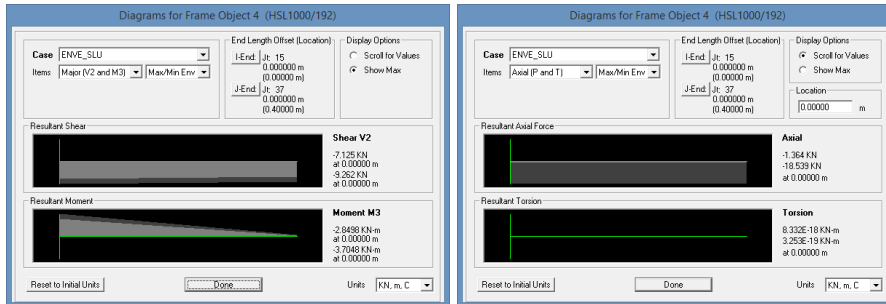 Diagrams for Frame Object 4 (HSL1000/192)
Case ENVE_SLU
Items Major (V2 and M3) Max/Min Env
End Length Offset (Location)
I-End: Jt: 15
0.000000 m
(0.00000 m)
J-End: Jt: 37
0.000000 m
(0.40000 m)
Display Options
Scroll for Values
Show Max
Resultant Shear
Shear V2
-7.125 KN
at 0.00000 m
-9.262 KN
at 0.00000 m
Resultant Moment
Moment M3
-2.8498 KN-m
at 0.00000 m
-3.7048 KN-m
at 0.00000 m
Reset to Initial Units
Done
Units KN, m, C
Diagrams for Frame Object 4 (HSL1000/192)
Case ENVE_SLU
Items Axial (P and T) Max/Min Env
End Length Offset (Location)
I-End: Jt: 15
0.000000 m
(0.00000 m)
J-End: Jt: 37
0.000000 m
(0.40000 m)
Display Options
Scroll for Values
Show Max
Location
0.00000 m
Resultant Axial Force
Axial
-1.364 KN
-18.539 KN
at 0.00000 m
Resultant Torsion
Torsion
8.332E-18 KN-m
3.253E-19 KN-m
at 0.00000 m
Reset to Initial Units
Done
Units KN, m, C